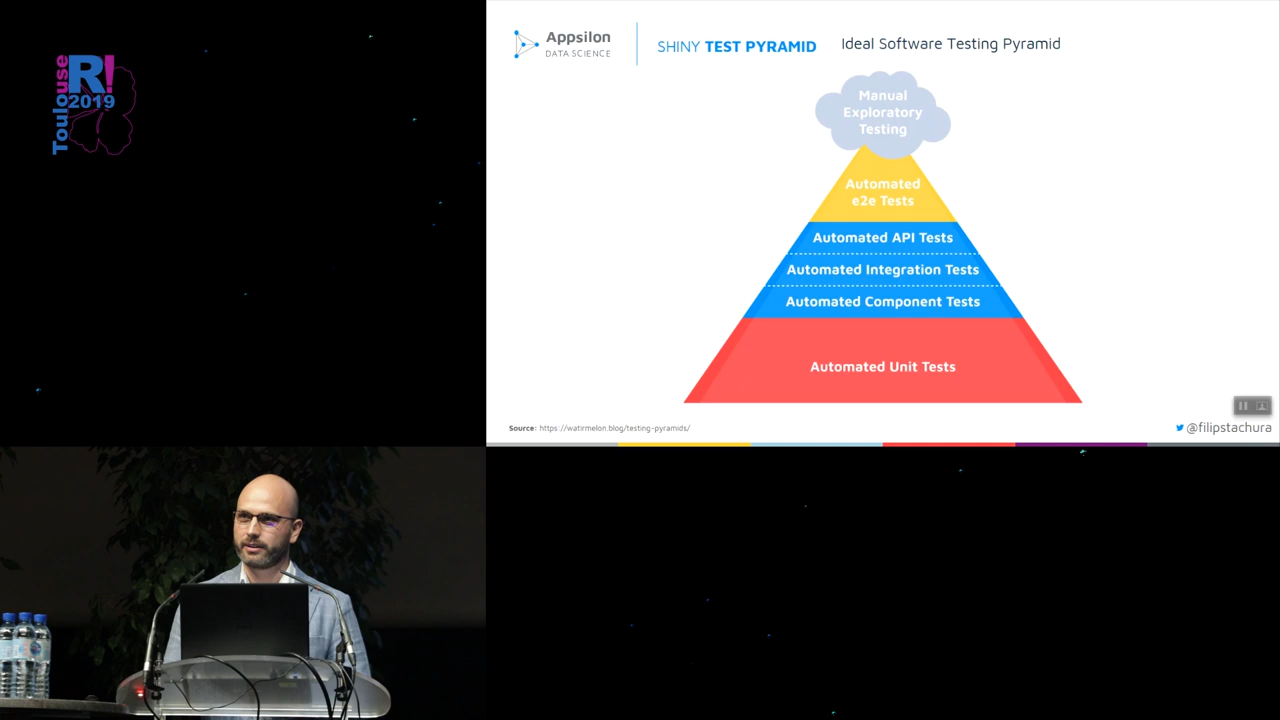 Toulouse
R!
2019
Appsilon
DATA SCIENCE
SHINY TEST PYRAMID
Ideal Software Testing Pyramid
Manual
Exploratory
Testing
Automated
e2e Tests
Automated API Tests
Automated Integration Tests
Automated Component Tests
Automated Unit Tests
Source: https://watirmelon.blog/testing-pyramids/
@filipstachura